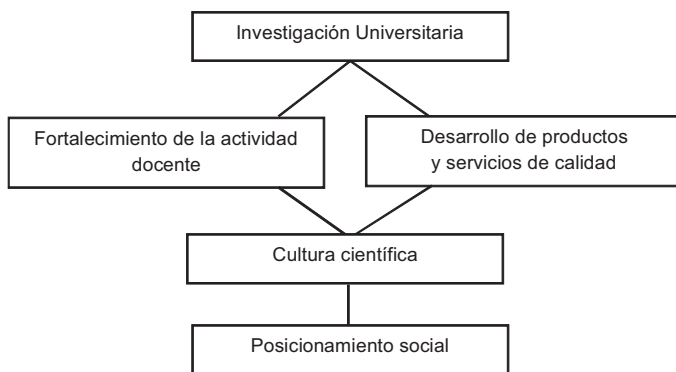 Investigación Universitaria
Fortalecimiento de la actividad
docente
Desarrollo de productos
y servicios de calidad
Cultura científica
Posicionamiento social